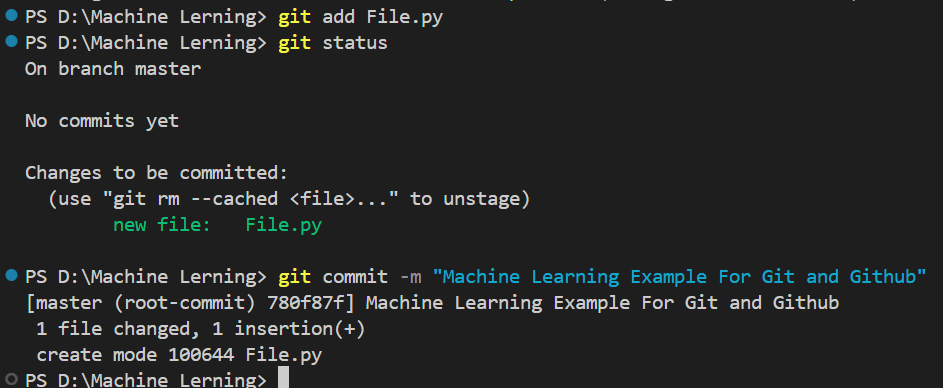 PS D:\Machine Lerning> git add File.py
PS D:\Machine Lerning> git status
On branch master
No commits yet
Changes to be committed:
  (use "git rm --cached <file>..." to unstage)
        new file:   File.py
PS D:\Machine Lerning> git commit -m "Machine Learning Example For Git and Github"
[master (root-commit) 780f87f] Machine Learning Example For Git and Github
 1 file changed, 1 insertion(+)
 create mode 100644 File.py
PS D:\Machine Lerning>